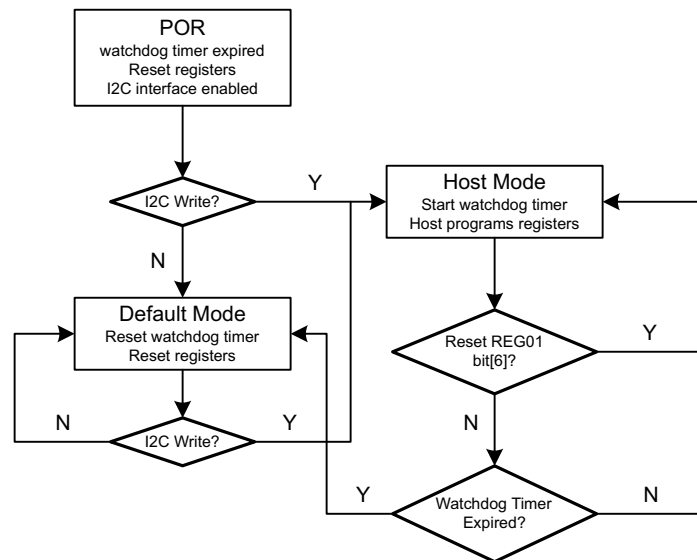 POR
watchdog timer expired
Reset registers
I2C interface enabled
I2C Write?
Y
N
Host Mode
Start watchdog timer
Host programs registers
Default Mode
Reset watchdog timer
Reset registers
Reset REG01
bit[6]?
Y
N
I2C Write?
N
Y
Watchdog Timer
Expired?
Y
N